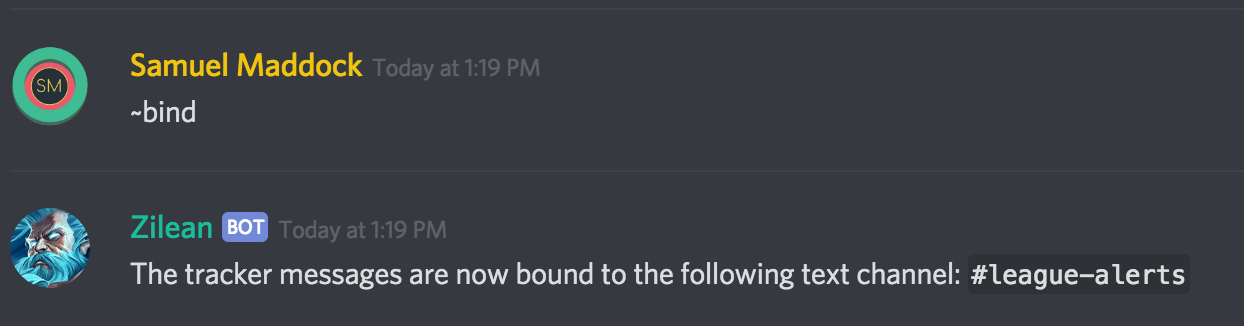 SM
Samuel Maddock Today at 1:19 PM
~bind
Zilean BOT Today at 1:19 PM
The tracker messages are now bound to the following text channel: #league-alerts